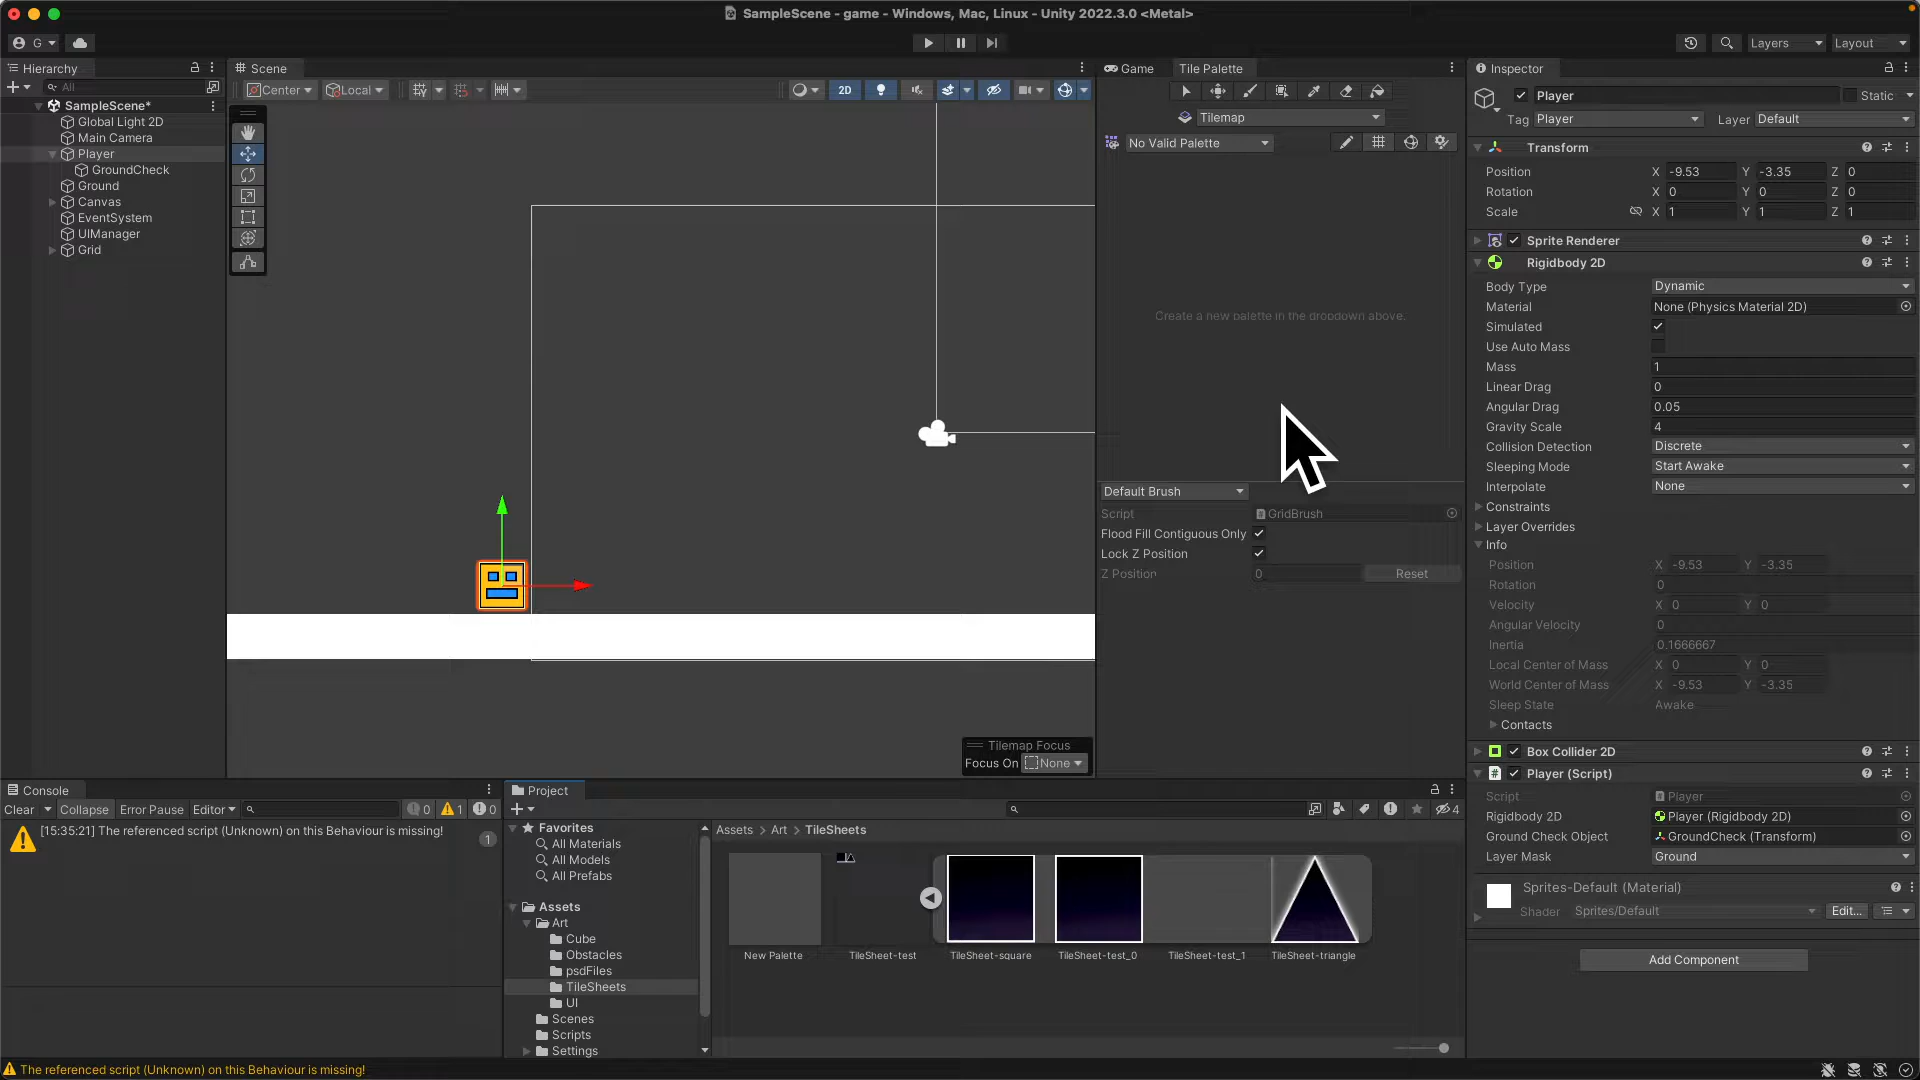 SampleScene - game - Windows, Mac, Linux - Unity 2022.3.0 <Metal>
G
Layers
Layout
Hierarchy
All
SampleScene*
Global Light 2D
Main Camera
Player
GroundCheck
Ground
Canvas
EventSystem
UIManager
Grid
Scene
Center
Local
2D
Tilemap Focus
Focus On
None
Game
Tile Palette
Tilemap
No Valid Palette
Create a new palette in the dropdown above.
Default Brush
Script
GridBrush
Flood Fill Contiguous Only
Lock Z Position
Z Position
0
Reset
Inspector
Player
Static
Tag
Player
Layer
Default
Transform
Position X -9.53 Y -3.35 Z 0
Rotation X 0 Y 0 Z 0
Scale X 1 Y 1 Z 1
Sprite Renderer
Rigidbody 2D
Body Type Dynamic
Material None (Physics Material 2D)
Simulated
Use Auto Mass
Mass 1
Linear Drag 0
Angular Drag 0.05
Gravity Scale 4
Collision Detection Discrete
Sleeping Mode Start Awake
Interpolate None
Constraints
Layer Overrides
Info
Position X -9.53 Y -3.35
Rotation 0
Velocity X 0 Y 0
Angular Velocity 0
Inertia 0.1666667
Local Center of Mass X 0 Y 0
World Center of Mass X -9.53 Y -3.35
Sleep State Awake
Contacts
Box Collider 2D
Player (Script)
Script Player
Rigidbody 2D Player (Rigidbody 2D)
Ground Check Object GroundCheck (Transform)
Layer Mask Ground
Sprites-Default (Material)
Shader Sprites/Default Edit...
Add Component
Console
Clear Collapse Error Pause Editor 0 1 0
[15:35:21] The referenced script (Unknown) on this Behaviour is missing!
1
Project
4
Favorites
All Materials
All Models
All Prefabs
Assets
Art
Cube
Obstacles
psdFiles
TileSheets
UI
Scenes
Scripts
Settings
Assets > Art > TileSheets
New Palette
TileSheet-test
TileSheet-square
TileSheet-test_0
TileSheet-test_1
TileSheet-triangle
The referenced script (Unknown) on this Behaviour is missing!